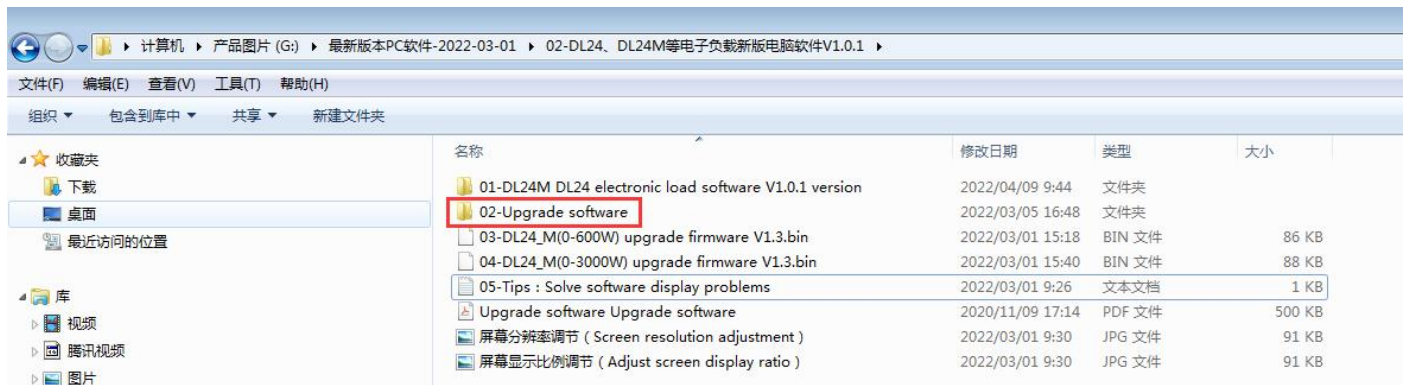 计算机 产品图片 (G:) 最新版本PC软件-2022-03-01 02-DL24、DL24M等电子负载新版电脑软件V1.0.1
文件(F) 编辑(E) 查看(V) 工具(T) 帮助(H)
组织 包含到库中 共享 新建文件夹
收藏夹
下载
桌面
最近访问的位置
库
视频
腾讯视频
图片
名称 修改日期 类型 大小
01-DL24M DL24 electronic load software V1.0.1 version 2022/04/09 9:44 文件夹
02-Upgrade software 2022/03/05 16:48 文件夹
03-DL24_M(0-600W) upgrade firmware V1.3.bin 2022/03/01 15:18 BIN 文件 86 KB
04-DL24_M(0-3000W) upgrade firmware V1.3.bin 2022/03/01 15:40 BIN 文件 88 KB
05-Tips : Solve software display problems 2022/03/01 9:26 文本文档 1 KB
Upgrade software Upgrade software 2020/11/09 17:14 PDF 文件 500 KB
屏幕分辨率调节 ( Screen resolution adjustment ) 2022/03/01 9:30 JPG 文件 91 KB
屏幕显示比例调节 ( Adjust screen display ratio ) 2022/03/01 9:30 JPG 文件 91 KB